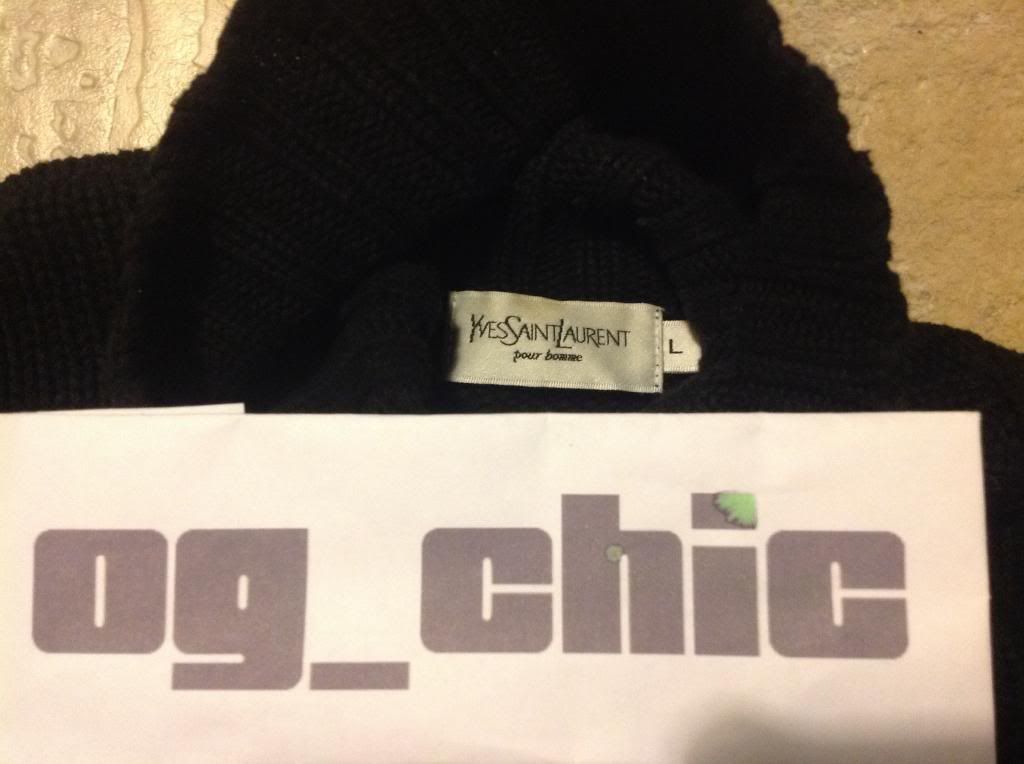 YvesSaintLaurent
pour homme
L
og_chic